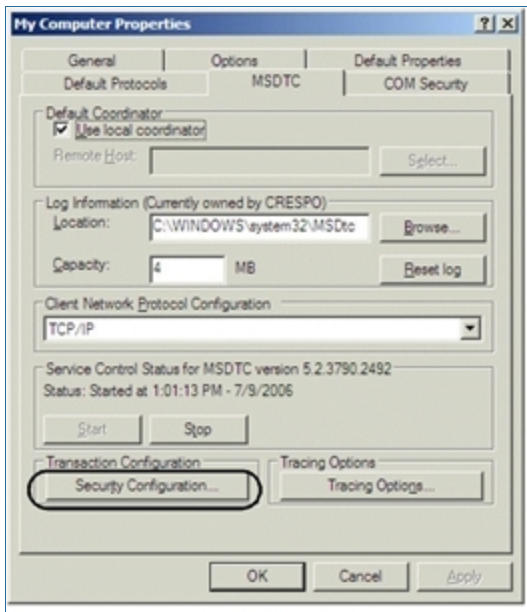 My Computer Properties
? X
General Options Default Properties
Default Protocols MSDTC COM Security
Default Coordinator
Use local coordinator
Remote Host: Select...
Log Information (Currently owned by CRESPO)
Location: C:\WINDOWS\system32\MSDtc Browse...
Capacity: 4 MB Reset log
Client Network Protocol Configuration
TCP/IP
Service Control Status for MSDTC version 5.2.3790.2492
Status: Started at 1:01:13 PM - 7/9/2006
Start Stop
Transaction Configuration Tracing Options
Security Configuration... Tracing Options...
OK Cancel Apply